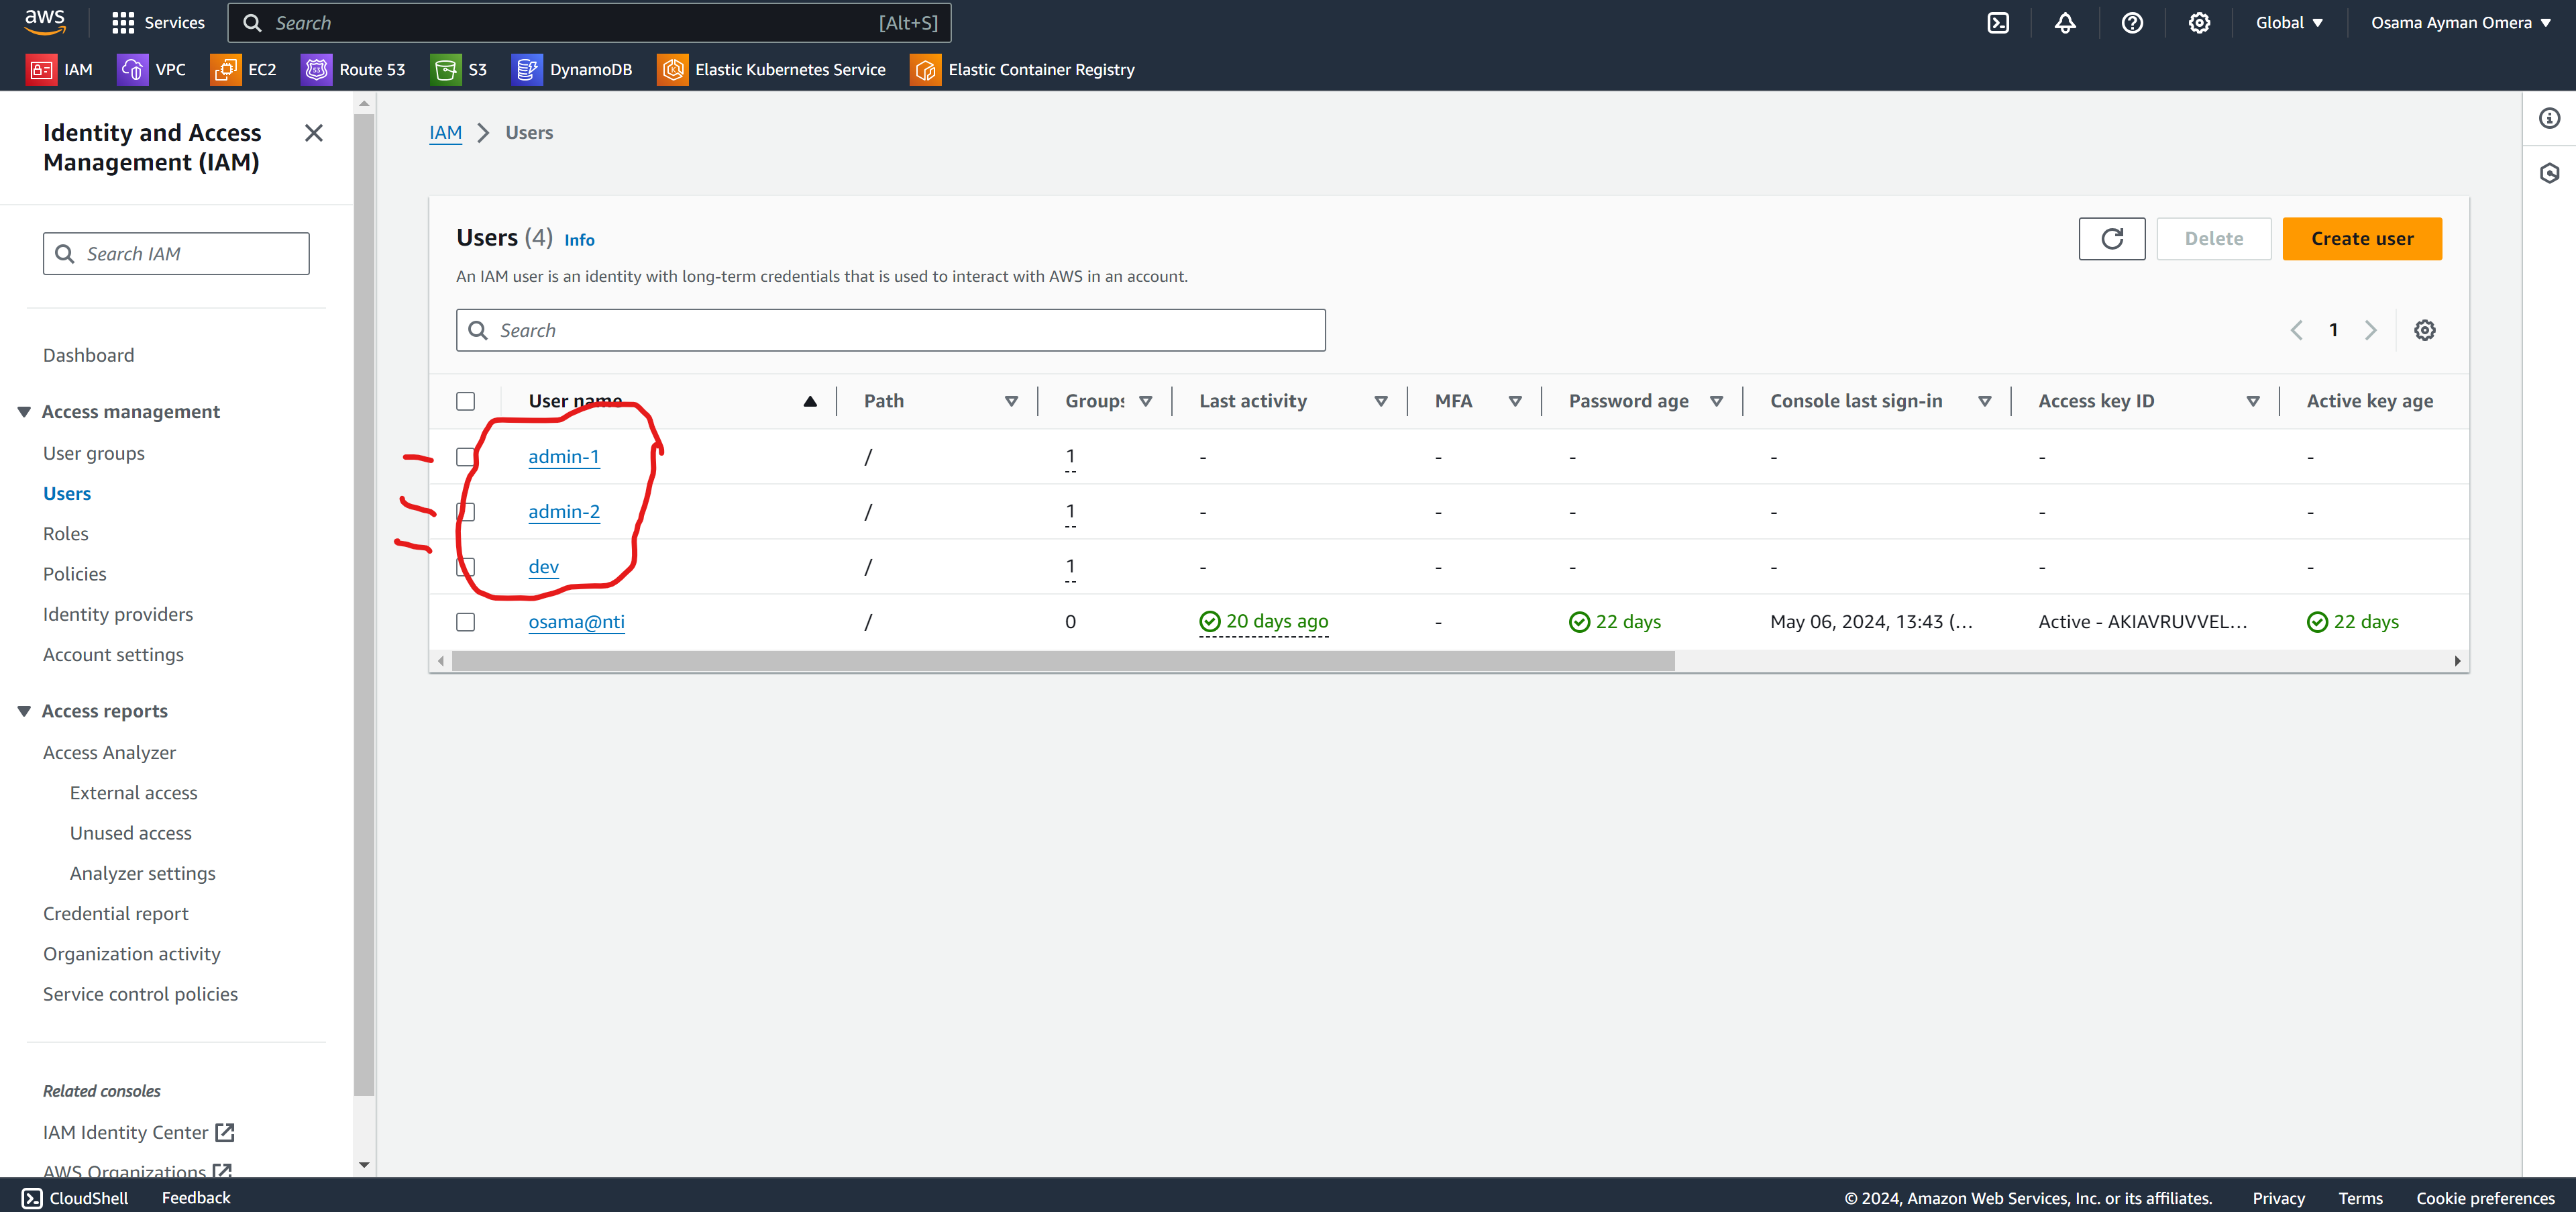 aws Services Search [Alt+S] Global Osama Ayman Omera
IAM VPC EC2 53 Route 53 S3 DynamoDB K Elastic Kubernetes Service Elastic Container Registry
Identity and Access
Management (IAM)
Search IAM
Dashboard
Access management
User groups
Users
Roles
Policies
Identity providers
Account settings
Access reports
Access Analyzer
External access
Unused access
Analyzer settings
Credential report
Organization activity
Service control policies
Related consoles
IAM Identity Center
AWS Organizations
IAM Users
Users (4) Info
Delete Create user
An IAM user is an identity with long-term credentials that is used to interact with AWS in an account.
Search
1
User name Path Groups Last activity MFA Password age Console last sign-in Access key ID Active key age
admin-1 / 1 - - - - - -
admin-2 / 1 - - - - - -
dev / 1 - - - - - -
osama@nti / 0 20 days ago - 22 days May 06, 2024, 13:43 (... Active - AKIAVRUVVEL... 22 days
CloudShell Feedback © 2024, Amazon Web Services, Inc. or its affiliates. Privacy Terms Cookie preferences